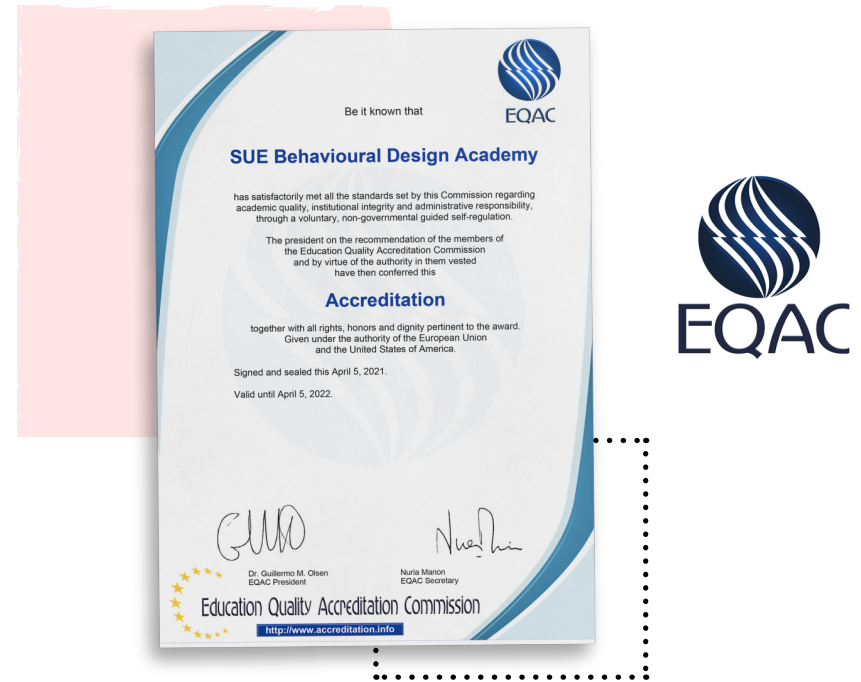 EQAC
Be it known that
SUE Behavioural Design Academy
has satisfactorily met all the standards set by this Commission regarding
academic quality, institutional integrity and administrative responsibility,
through a voluntary, non-governmental guided self-regulation.
The president on the recommendation of the members of
the Education Quality Accreditation Commission
and by virtue of the authority in them vested
have then conferred this
Accreditation
together with all rights, honors and dignity pertinent to the award.
Given under the authority of the European Union
and the United States of America.
Signed and sealed this April 5, 2021.
Valid until April 5, 2022.
Dr. Guillermo M. Olsen
EQAC President
Nuria Manon
EQAC Secretary
Education Quality Accreditation Commission
http://www.accreditation.info
EQAC